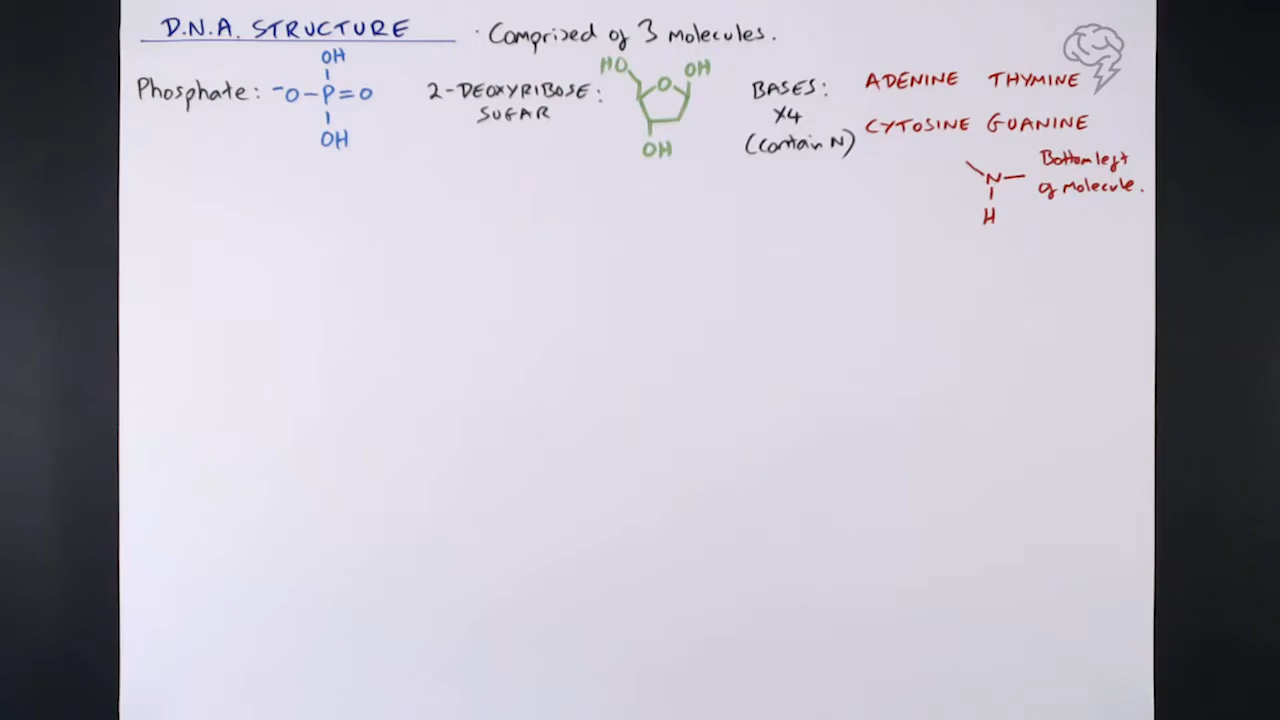 D.N.A. STRUCTURE · Comprised of 3 molecules.
Phosphate:
OH
⁻O–P=O
OH
2-DEOXYRIBOSE:
SUGAR
HO O OH
OH
BASES:
x4
(contain N)
ADENINE THYMINE
CYTOSINE GUANINE
N
H
Bottom left
of molecule.